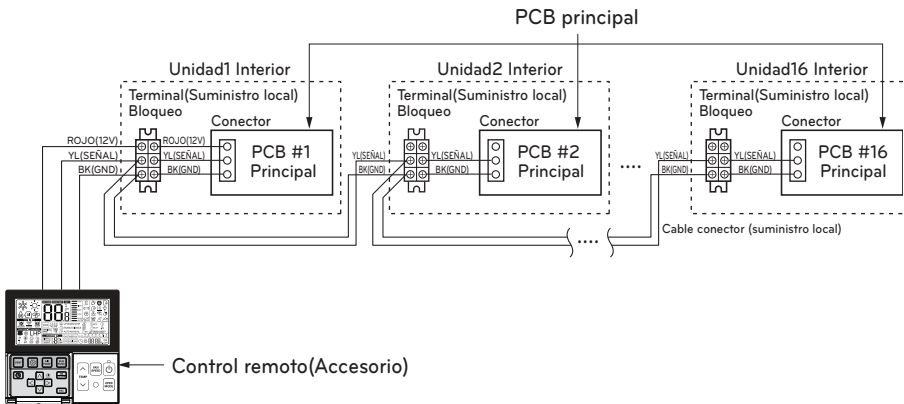 PCB principal
Unidad1 Interior
Unidad2 Interior
Unidad16 Interior
Terminal(Suministro local)
Bloqueo
Conector
Terminal(Suministro local)
Bloqueo
Conector
Terminal(Suministro local)
Bloqueo
Conector
ROJO(12V)
YL(SEÑAL)
BK(GND)
ROJO(12V)
YL(SEÑAL)
BK(GND)
PCB #1
Principal
YL(SEÑAL)
BK(GND)
YL(SEÑAL)
BK(GND)
PCB #2
Principal
....
YL(SEÑAL)
BK(GND)
YL(SEÑAL)
BK(GND)
PCB #16
Principal
....
Cable conector (suministro local)
88
TEMP
Control remoto(Accesorio)